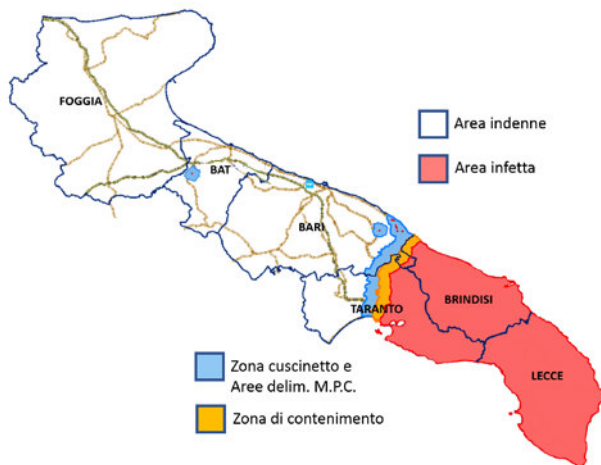 FOGGIA
BAT
BARI
TARANTO
BRINDISI
LECCE
Area indenne
Area infetta
Zona cuscinetto e
Aree delim. M.P.C.
Zona di contenimento